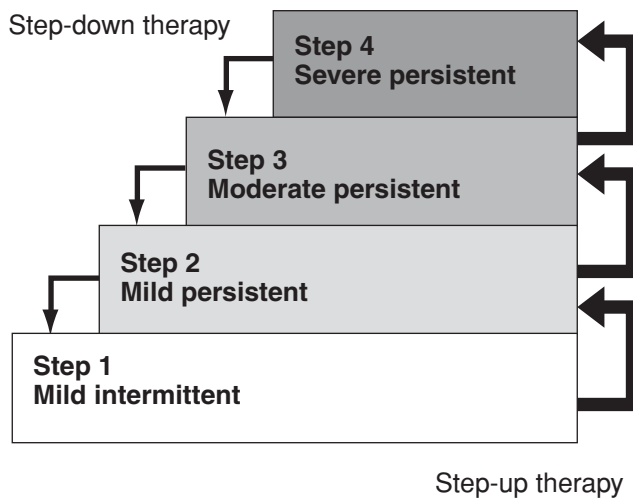 Step-down therapy
Step 4
Severe persistent
Step 3
Moderate persistent
Step 2
Mild persistent
Step 1
Mild intermittent
Step-up therapy